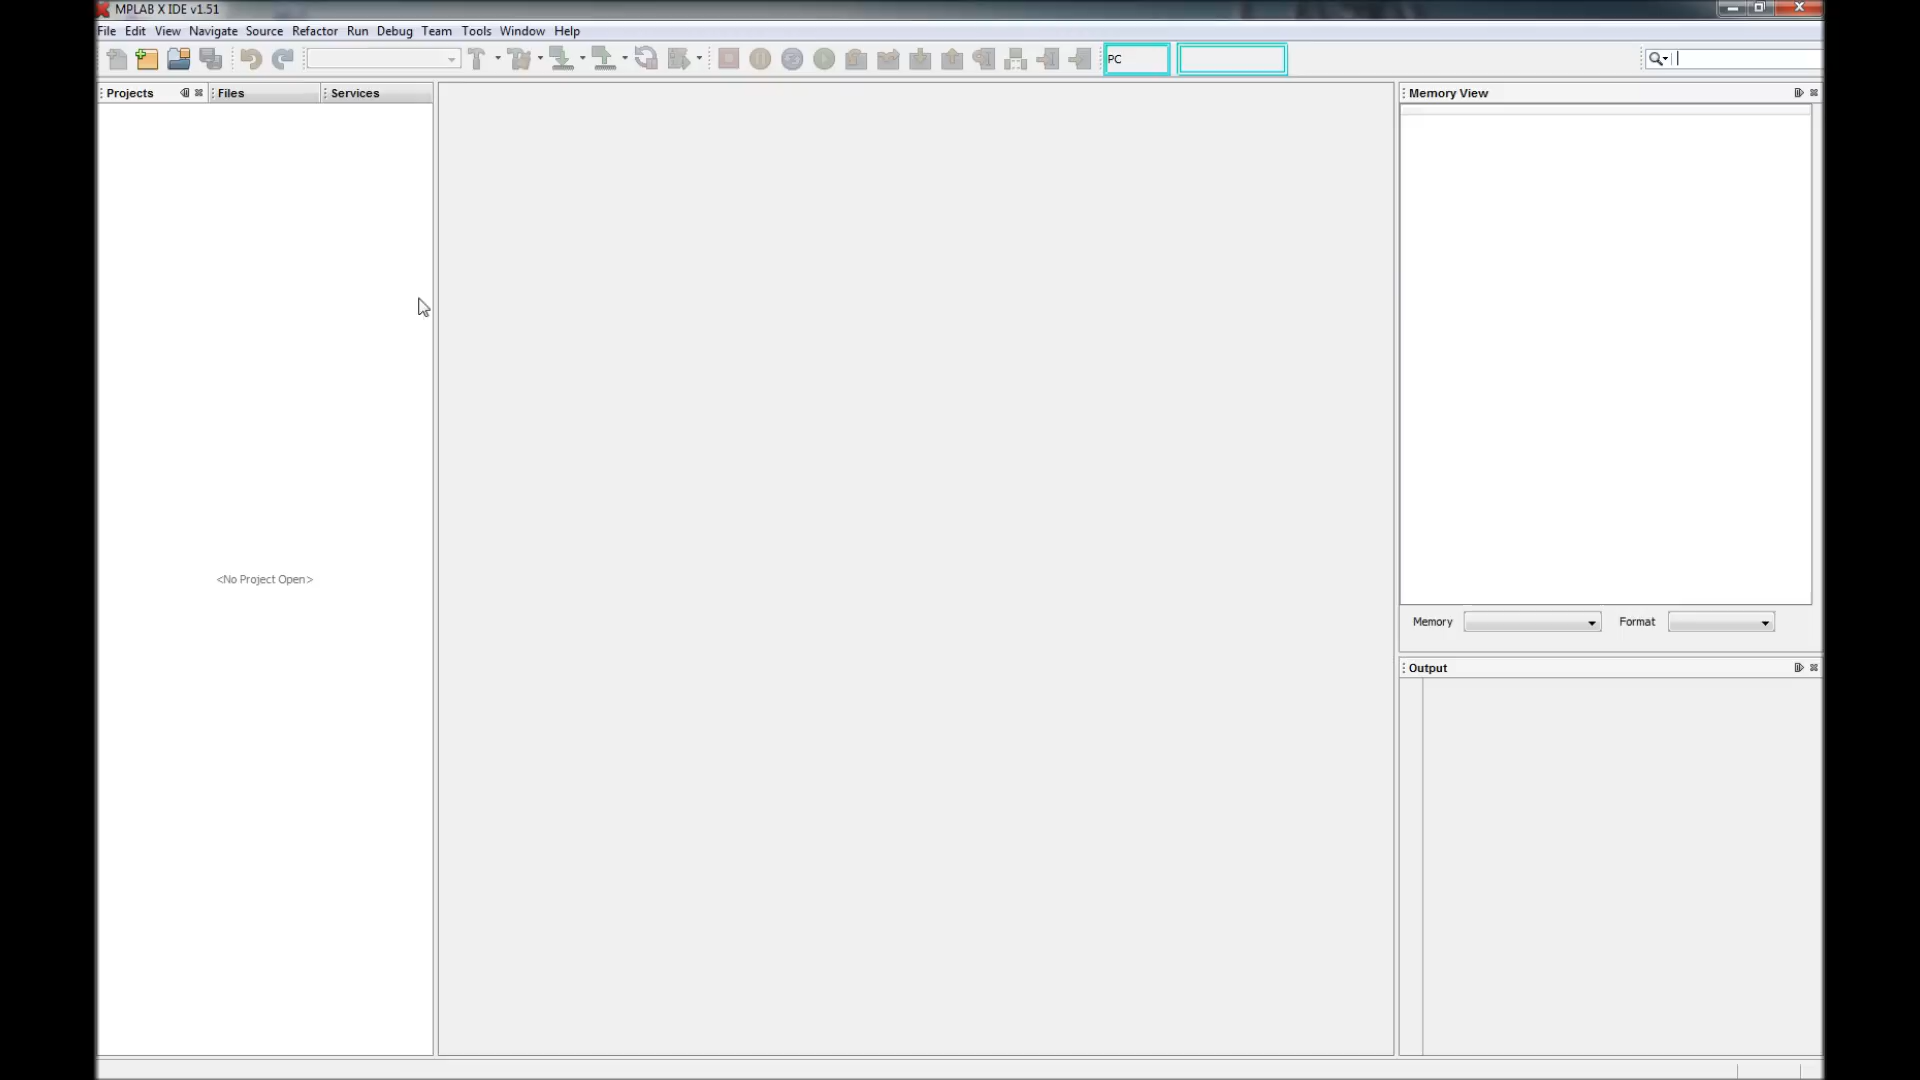 MPLAB X IDE v1.51
File Edit View Navigate Source Refactor Run Debug Team Tools Window Help
PC
Projects Files Services Memory View
<No Project Open>
Memory Format
Output